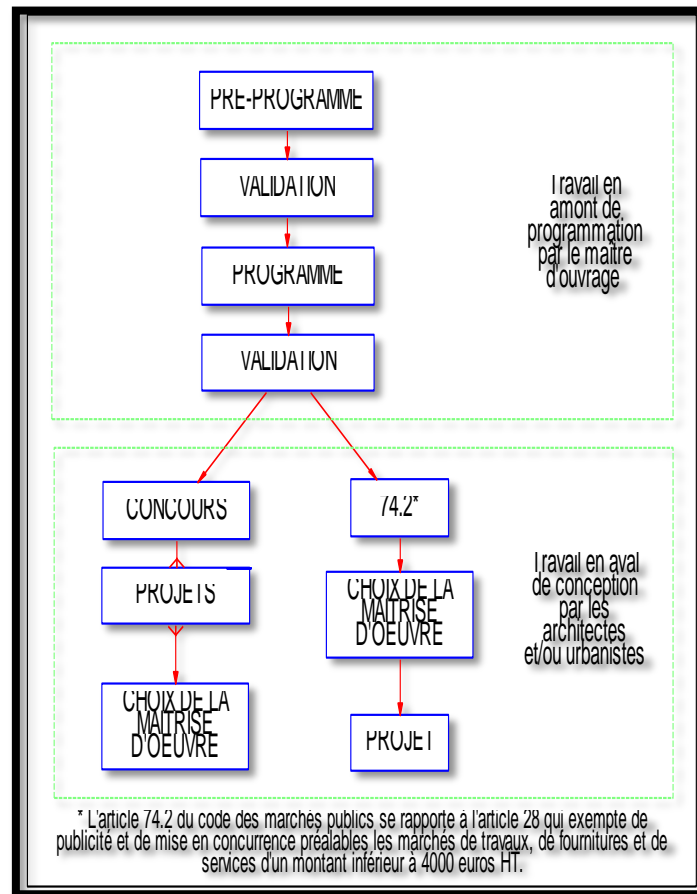 PRE-PROGRAMME
VALIDATION
PROGRAMME
VALIDATION
Travail en
amont de
programmation
par le maître
d'ouvrage
CONCOURS
PROJETS
CHOIX DE LA
MAITRISE
D'OEUVRE
74.2*
CHOIX DE LA
MAITRISE
D'OEUVRE
PROJET
Travail en aval
de conception
par les
architectes
et/ou urbanistes
* L'article 74.2 du code des marchés publics se rapporte à l'article 28 qui exempte de
publicité et de mise en concurrence préalables les marchés de travaux, de fournitures et de
services d'un montant inférieur à 4000 euros HT.